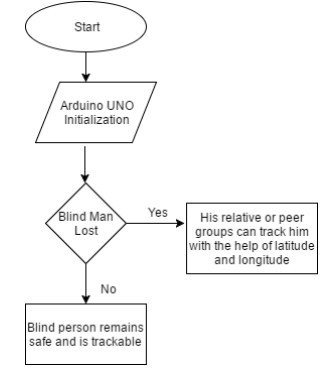 Start
Arduino UNO
Initialization
Blind Man
Lost
Yes
His relative or peer
groups can track him
with the help of latitude
and longitude
No
Blind person remains
safe and is trackable